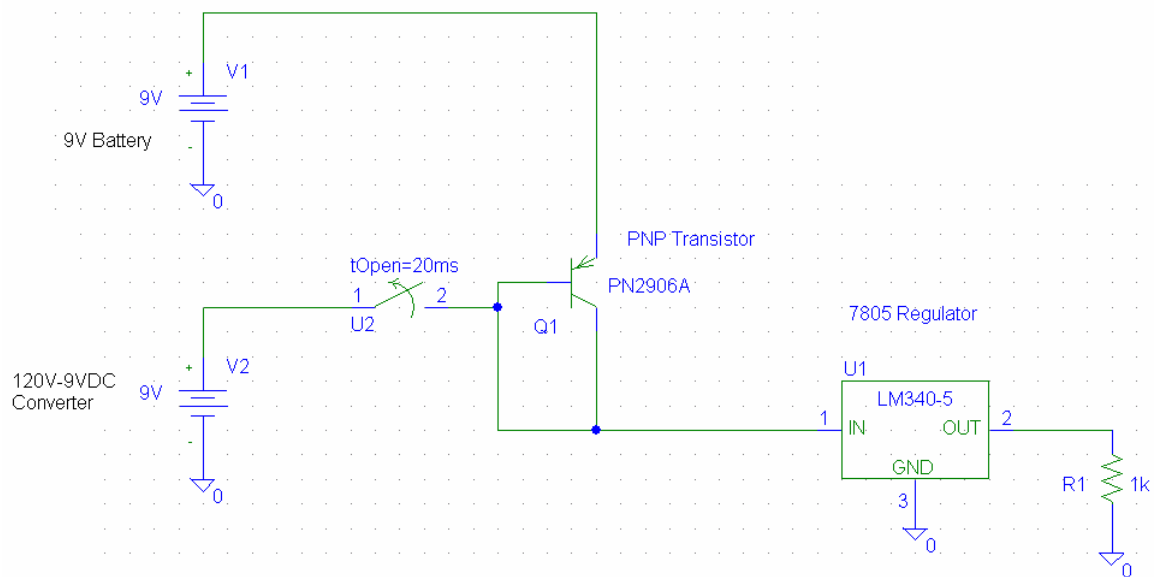 +
V1
9V
9V Battery
-
0
PNP Transistor
tOpen=20ms
PN2906A
1
2
U2
Q1
7805 Regulator
+
V2
120V-9VDC
Converter
9V
U1
LM340-5
1
IN
OUT
2
-
GND
R1
1k
0
3
0
0